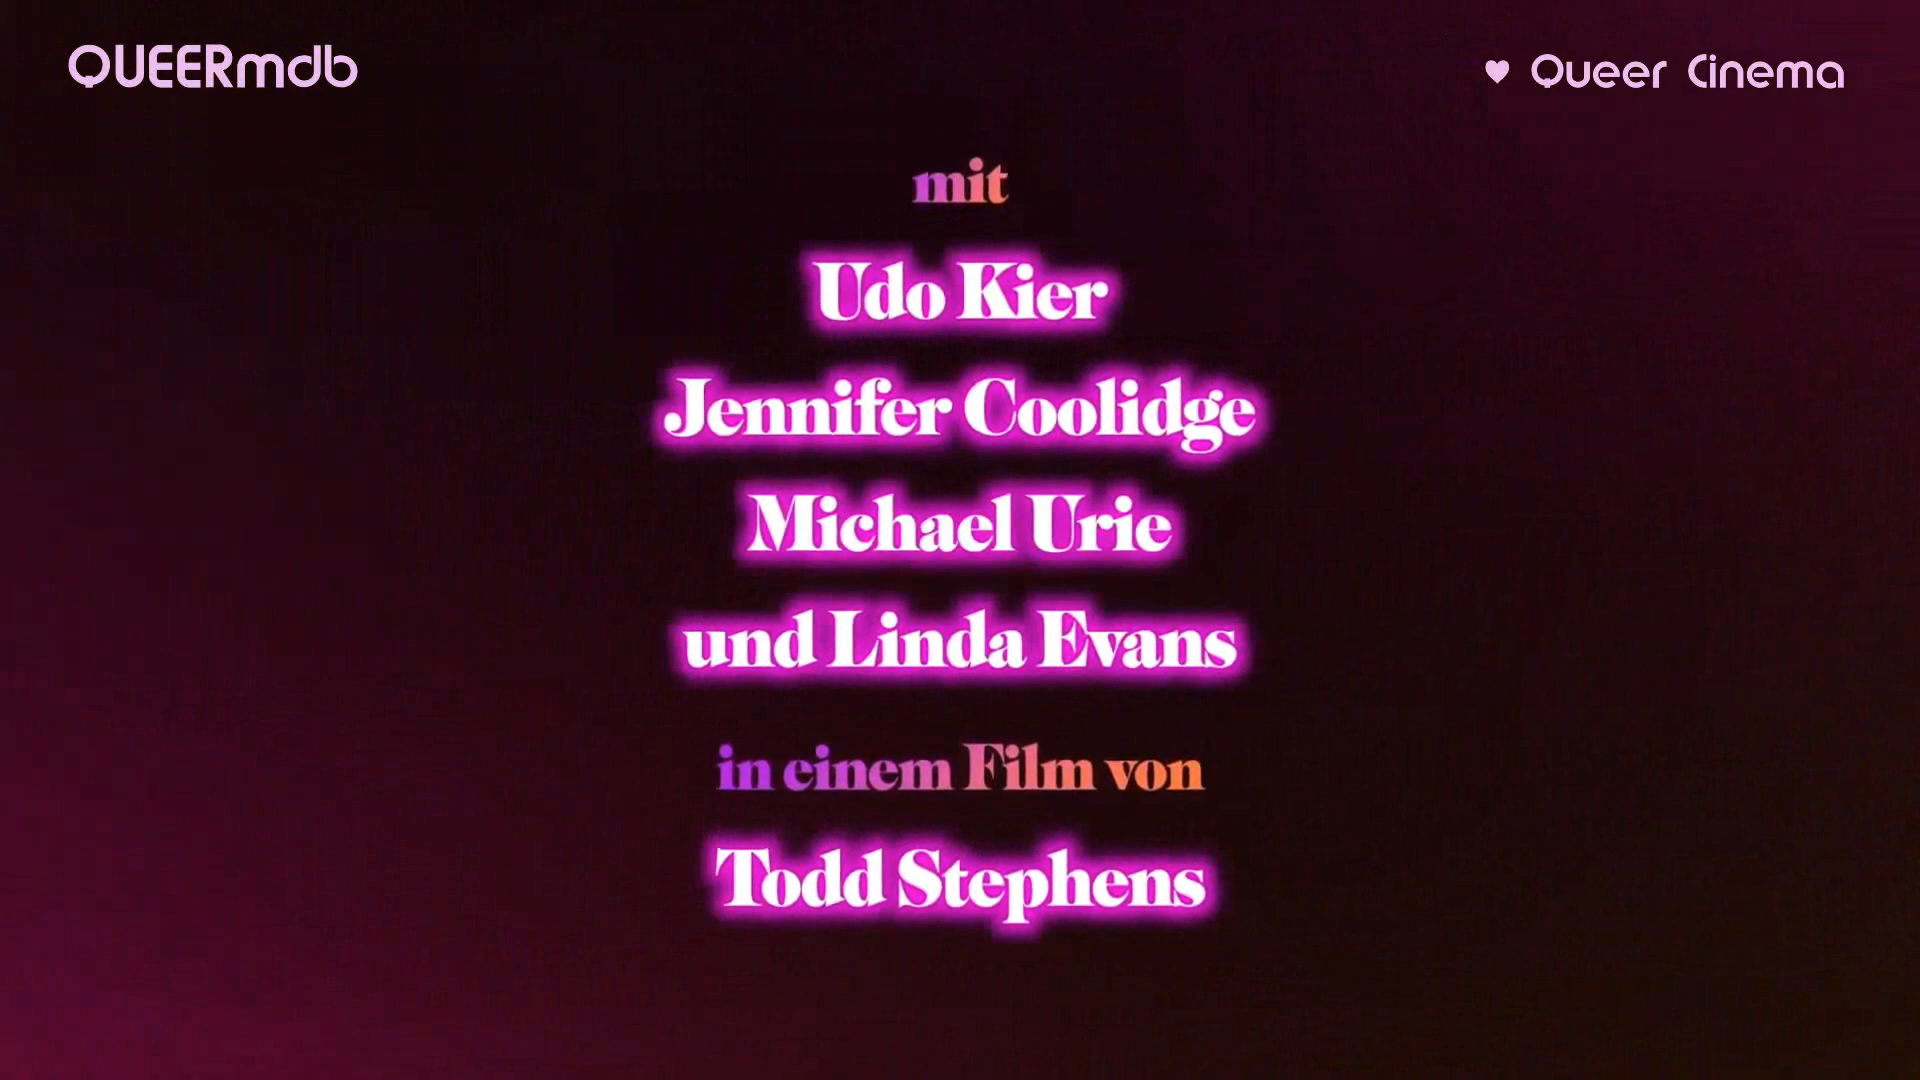 QUEERmdb
♥ Queer Cinema
mit
Udo Kier
Jennifer Coolidge
Michael Urie
und Linda Evans
in einem Film von
Todd Stephens